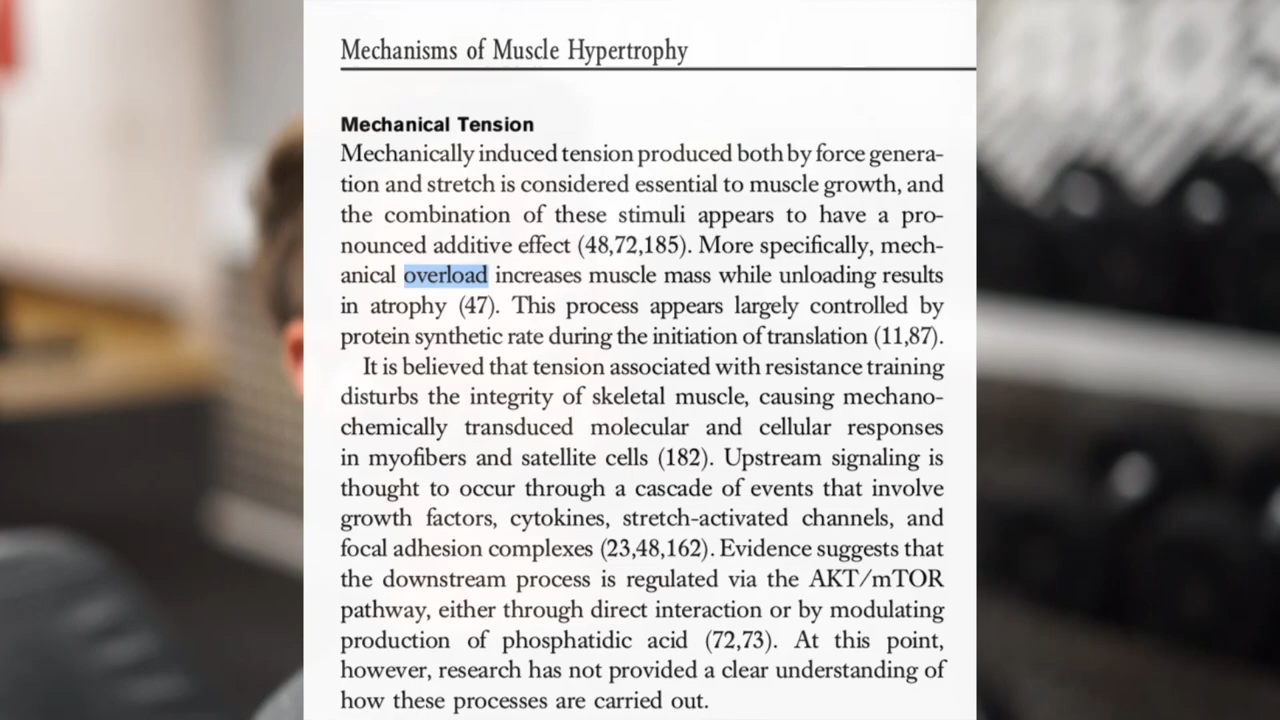 Mechanisms of Muscle Hypertrophy
Mechanical Tension
Mechanically induced tension produced both by force genera-
tion and stretch is considered essential to muscle growth, and
the combination of these stimuli appears to have a pro-
nounced additive effect (48,72,185). More specifically, mech-
anical overload increases muscle mass while unloading results
in atrophy (47). This process appears largely controlled by
protein synthetic rate during the initiation of translation (11,87).
It is believed that tension associated with resistance training
disturbs the integrity of skeletal muscle, causing mechano-
chemically transduced molecular and cellular responses
in myofibers and satellite cells (182). Upstream signaling is
thought to occur through a cascade of events that involve
growth factors, cytokines, stretch-activated channels, and
focal adhesion complexes (23,48,162). Evidence suggests that
the downstream process is regulated via the AKT/mTOR
pathway, either through direct interaction or by modulating
production of phosphatidic acid (72,73). At this point,
however, research has not provided a clear understanding of
how these processes are carried out.